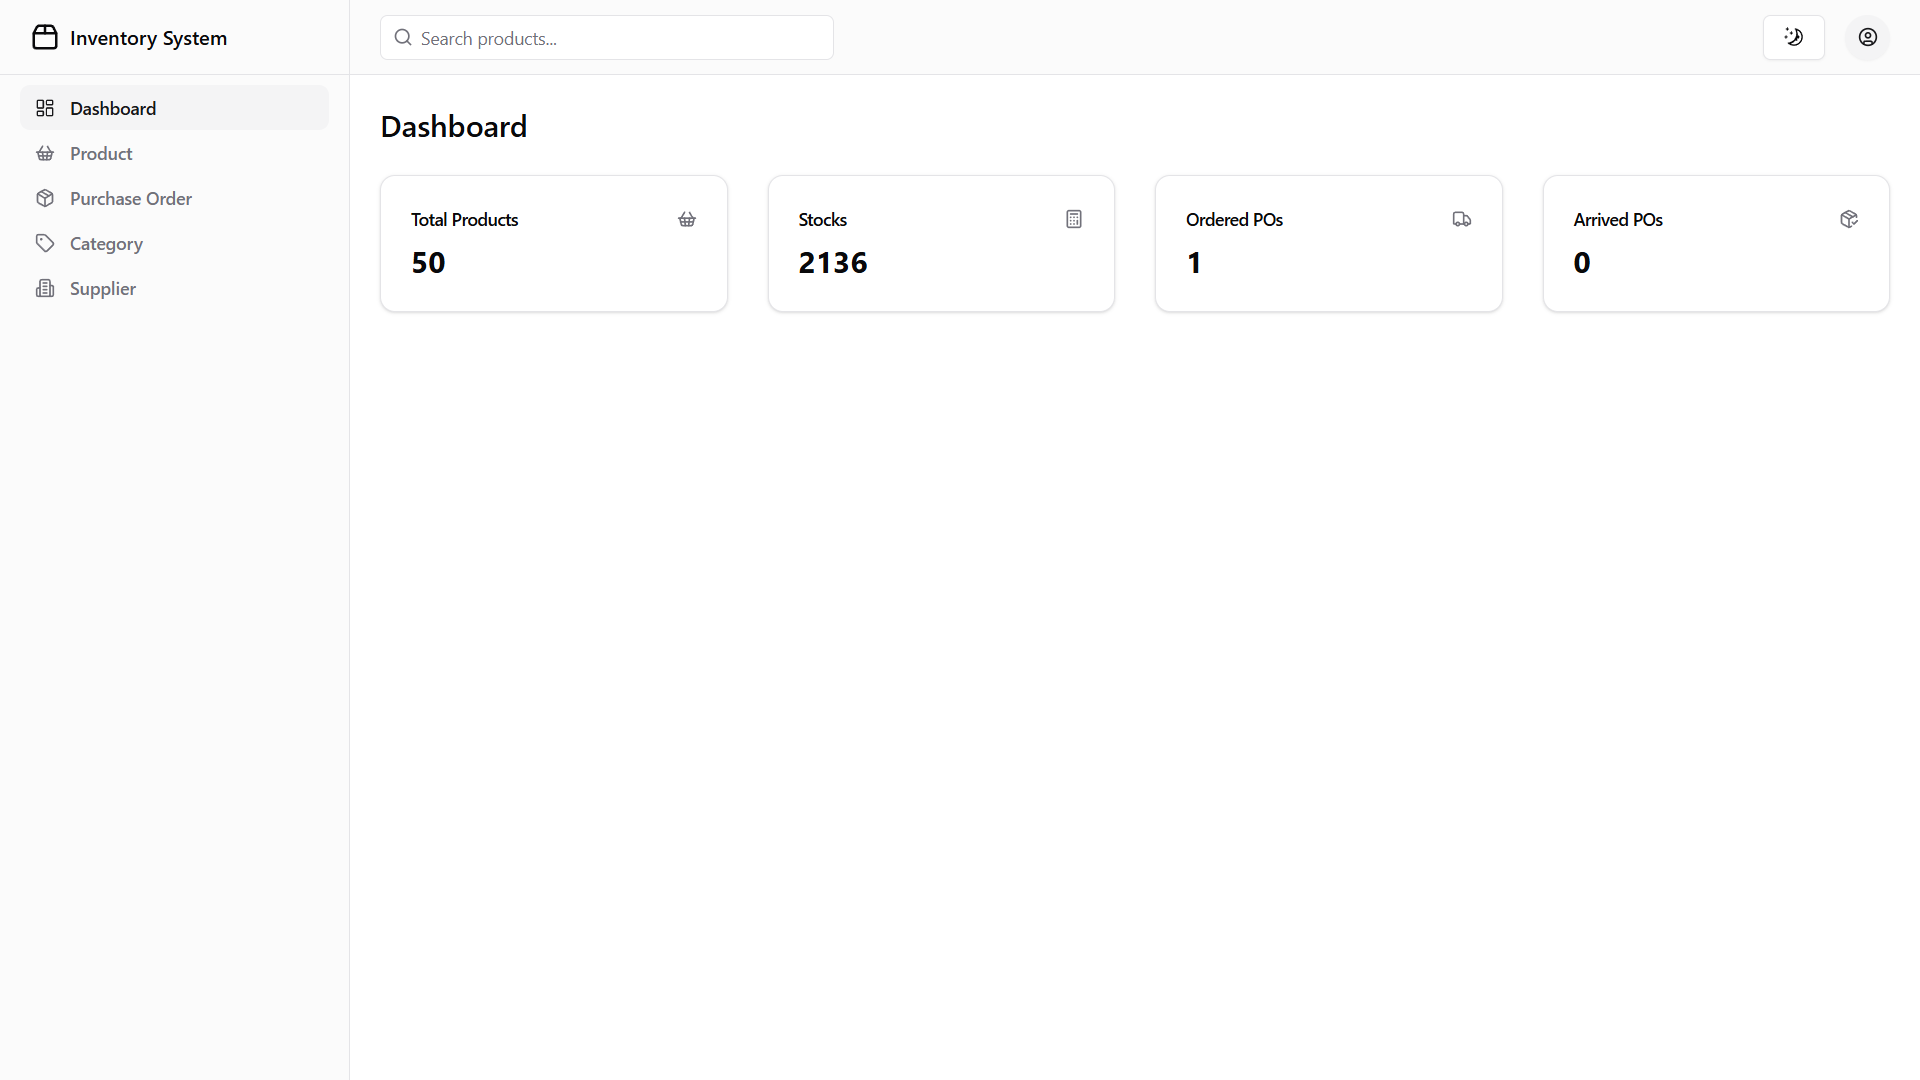 Inventory System
Search products...
Dashboard
Product
Purchase Order
Category
Supplier
Dashboard
Total Products
50
Stocks
2136
Ordered POs
1
Arrived POs
0